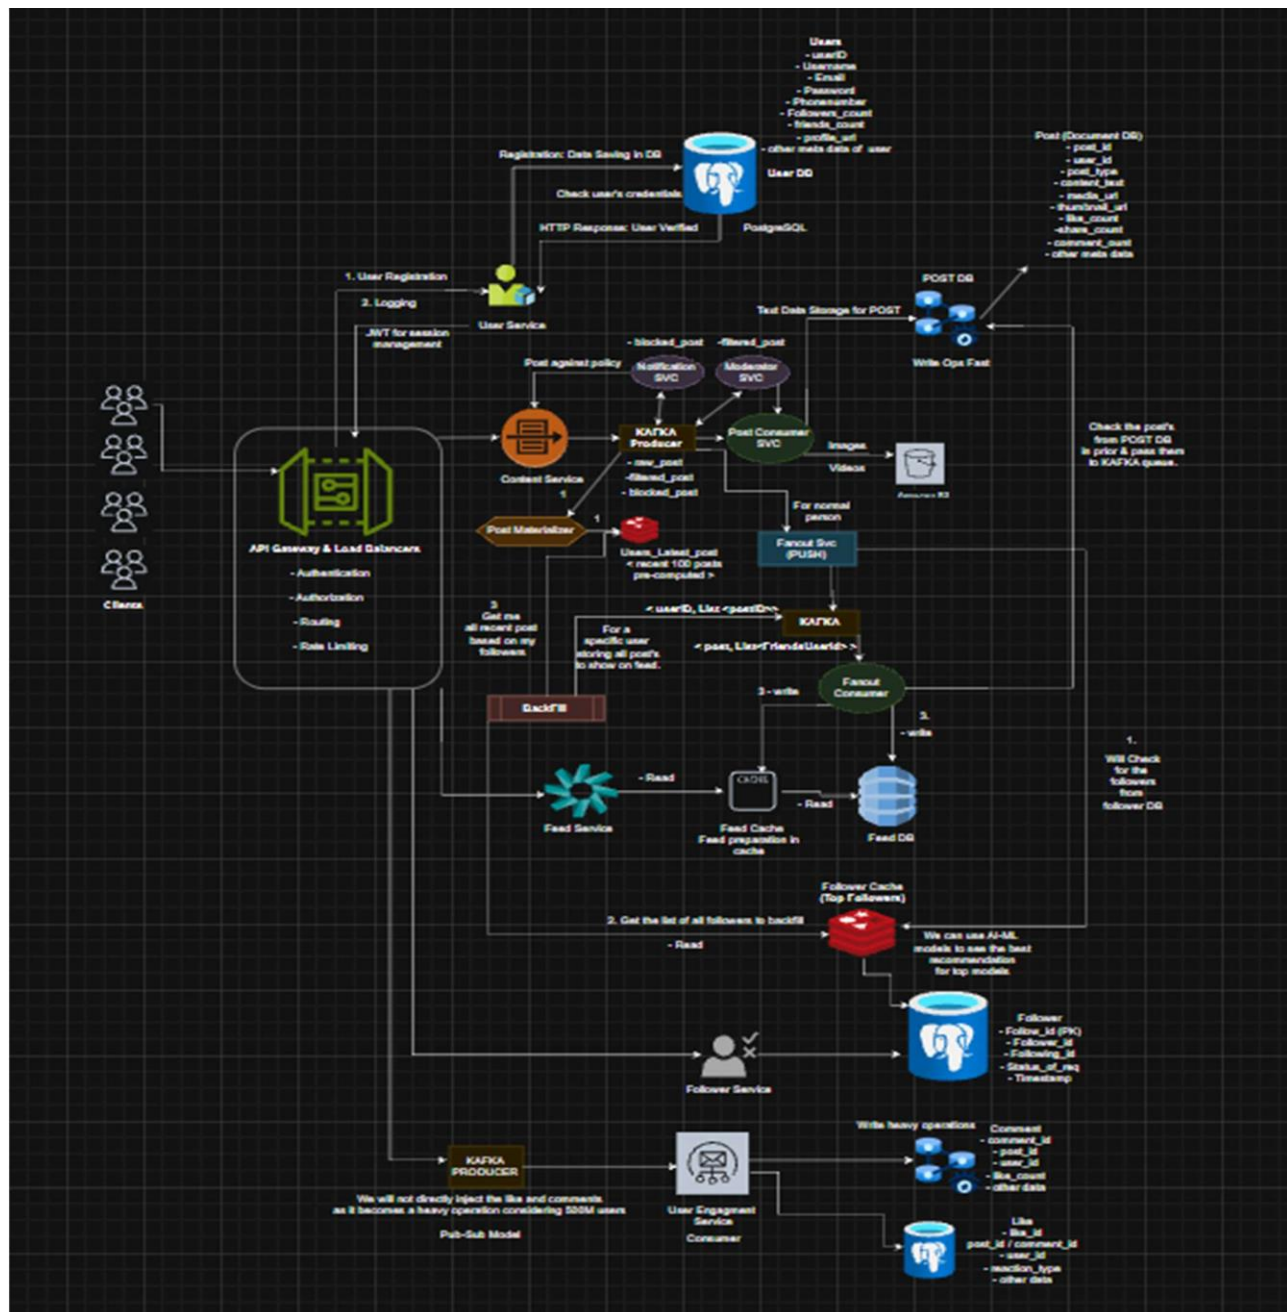 Users
- userID
- Username
- Email
- Password
- Phonenumber
- Followers_count
- friends_count
- profile_url
- other meta data of user
User DB
PostgreSQL
Registration: Data Saving in DB
Check user's credentials
HTTP Response: User Verified
Post (Document DB)
- post_id
- user_id
- post_type
- content_text
- media_url
- thumbnail_url
- like_count
-share_count
- comment_ount
- other meta data
1. User Registration
2. Logging
User Service
JWT for session
management
POST DB
Text Data Storage for POST
Write Ops Fast
- blocked_post
-filtered_post
Post against policy
Notification
SVC
Moderator
SVC
KAFKA
Producer
Post Consumer
SVC
Images
Videos
Content Service
- raw_post
-filtered_post
- blocked_post
Check the post's
from POST DB
in prior & pass them
to KAFKA queue.
Clients
API Gateway & Load Balancers
- Authentication
- Authorization
- Routing
- Rate Limiting
1
Post Materializer
1
Users_Latest_post
< recent 100 posts
pre-computed >
For normal
person
Fanout Svc
(PUSH)
3
Get me
all recent post
based on my
followers
For a
specific user
storing all post's
to show on feed.
< userID, List <postID>>
KAFKA
< post, List<FriendsUserId> >
Fanout
Consumer
Backfill
3 - write
3.
- write
1.
Will Check
for the
followers
from
follower DB
Feed Service
- Read
CACHE
Feed Cache
Feed preparation in
cache
- Read
Feed DB
Follower Cache
(Top Followers)
2. Get the list of all followers to backfill
- Read
We can use AI-ML
models to see the best
recommendation
for top models
Follower Service
Follower
- Follow_id (PK)
- Follower_id
- Following_id
- Status_of_req
- Timestamp
KAFKA
PRODUCER
We will not directly inject the like and comments
as it becomes a heavy operation considering 500M users
Pub-Sub Model
User Engagment
Service
Consumer
Write heavy operations
Comment
- comment_id
- post_id
- user_id
- like_count
- other data
Like
- like_id
post_id / comment_id
- user_id
- reaction_type
- other data